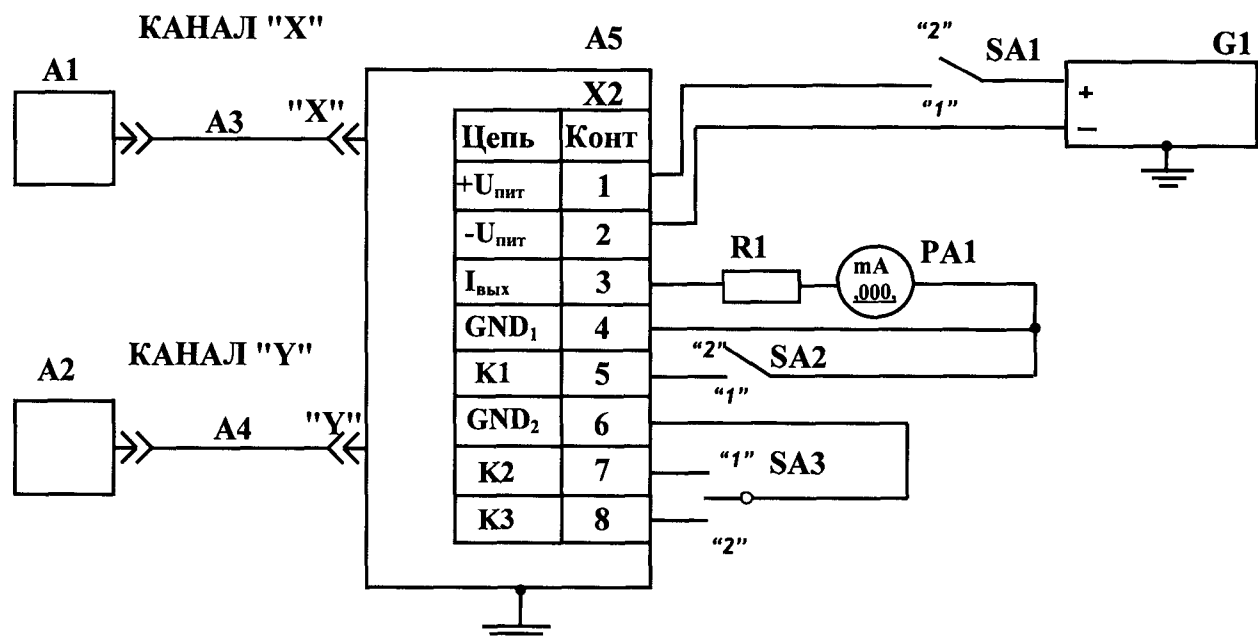 КАНАЛ "X"
A5
"2"
SA1
G1
A1
X2
+
"X"
"1"
A3
Цепь Конт
–
+Uпит 1
-Uпит 2
R1
mA
PA1
,000,
Iвых 3
GND1 4
КАНАЛ "Y"
"2"
SA2
A2
K1 5
"1"
"Y"
GND2 6
A4
"1"
SA3
K2 7
K3 8
"2"